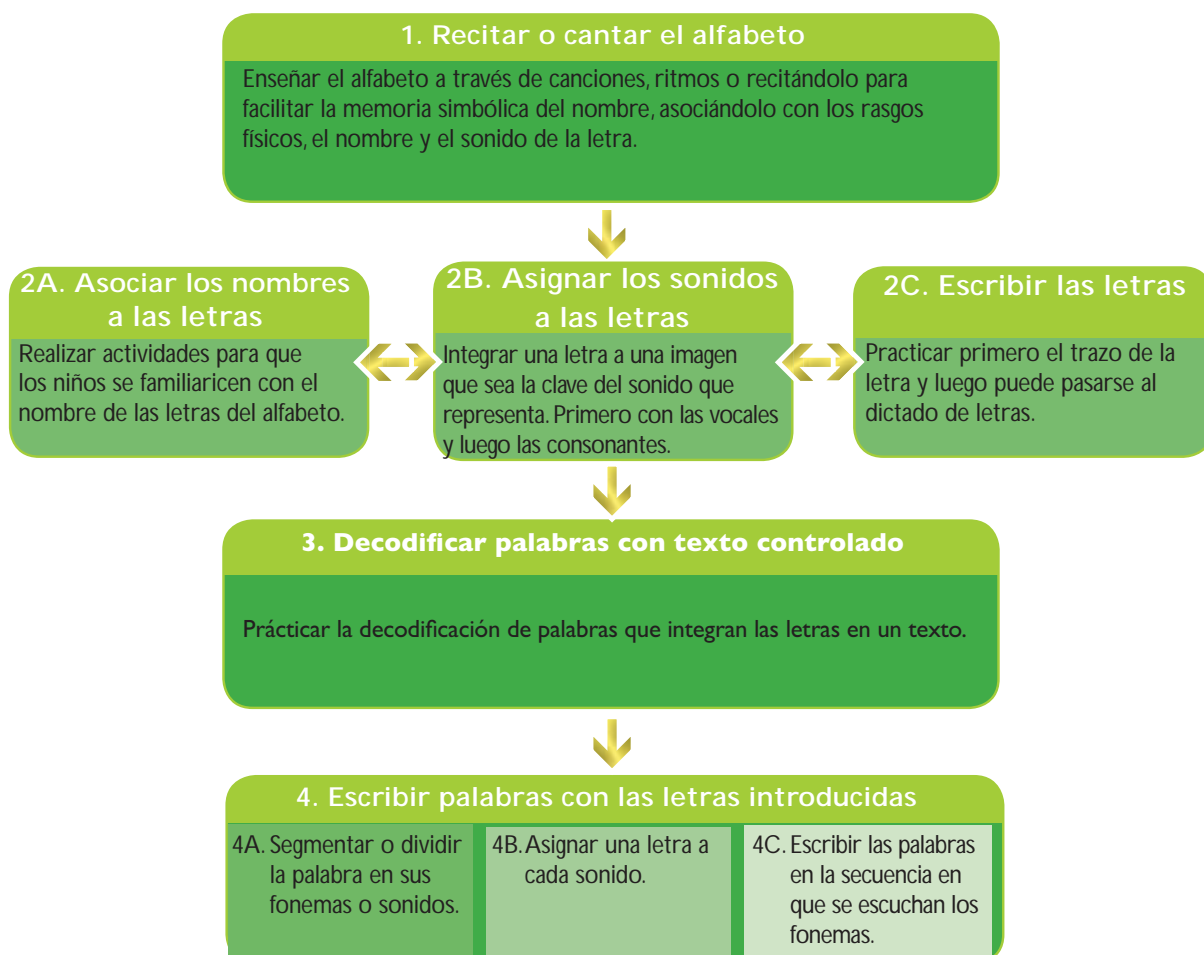 1. Recitar o cantar el alfabeto
Enseñar el alfabeto a través de canciones, ritmos o recitándolo para
facilitar la memoria simbólica del nombre, asociándolo con los rasgos
físicos, el nombre y el sonido de la letra.
2A. Asociar los nombres
a las letras
Realizar actividades para que
los niños se familiaricen con el
nombre de las letras del alfabeto.
2B. Asignar los sonidos
a las letras
Integrar una letra a una imagen
que sea la clave del sonido que
representa. Primero con las vocales
y luego las consonantes.
2C. Escribir las letras
Practicar primero el trazo de la
letra y luego puede pasarse al
dictado de letras.
3. Decodificar palabras con texto controlado
Prácticar la decodificación de palabras que integran las letras en un texto.
4. Escribir palabras con las letras introducidas
4A. Segmentar o dividir
la palabra en sus
fonemas o sonidos.
4B. Asignar una letra a
cada sonido.
4C. Escribir las palabras
en la secuencia en
que se escuchan los
fonemas.